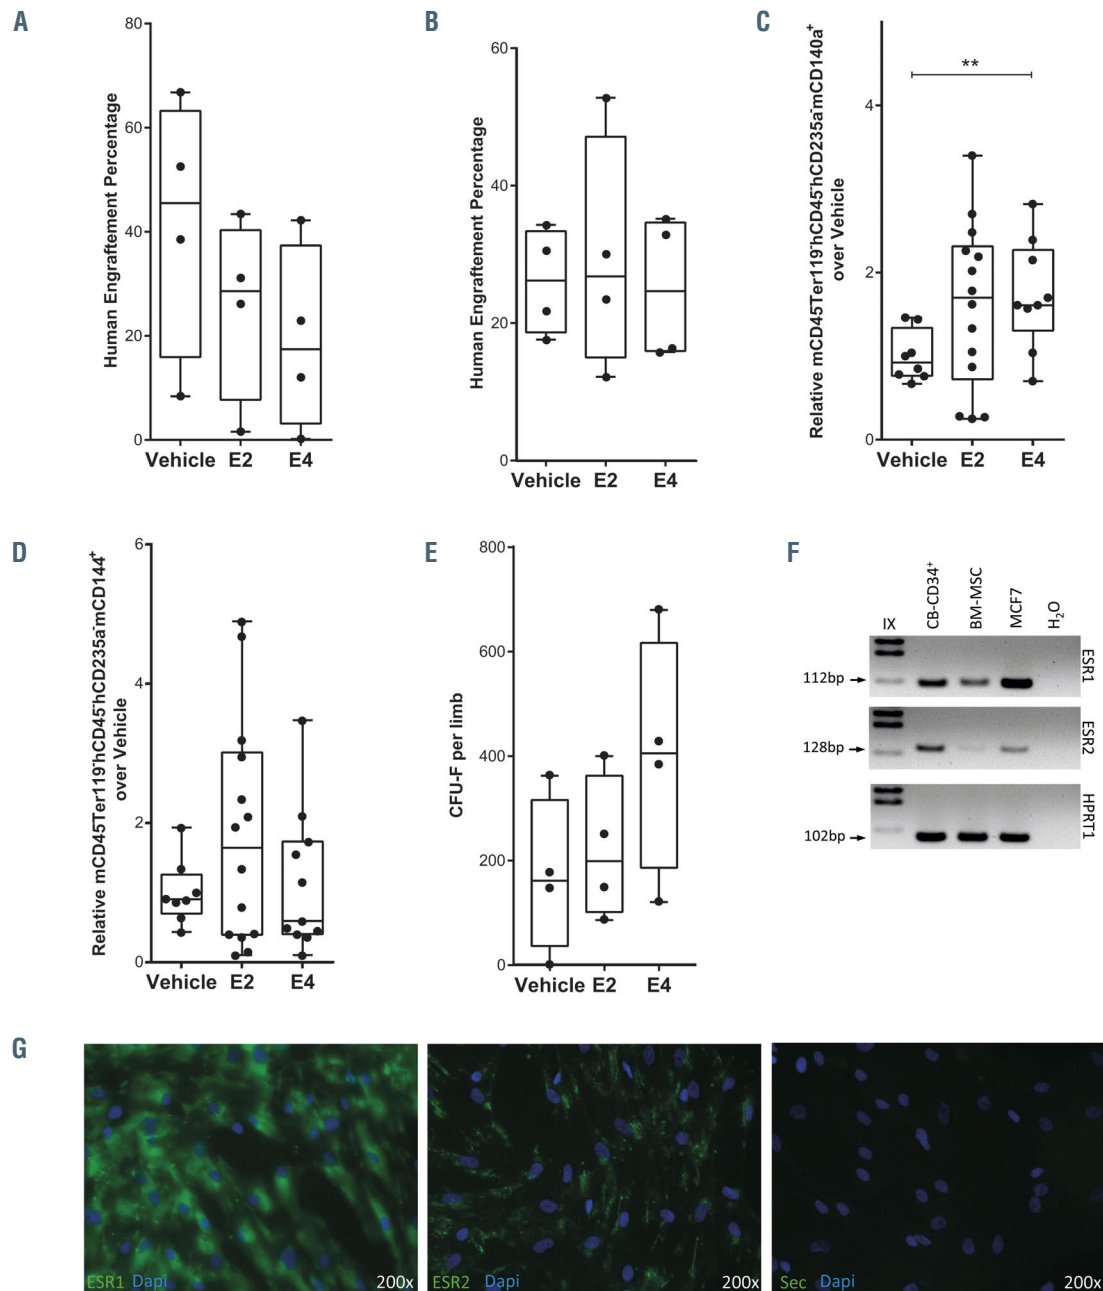 A
80
60
40
20
0
Human Engraftement Percentage
Vehicle E2 E4
B
60
40
20
0
Human Engraftement Percentage
Vehicle E2 E4
C
Relative mCD45⁻Ter119⁻hCD45⁻hCD235a⁻mCD140a⁺
over Vehicle
4
2
0
**
Vehicle E2 E4
D
Relative mCD45⁻Ter119⁻hCD45⁻hCD235a⁻mCD144⁺
over Vehicle
6
4
2
0
Vehicle E2 E4
E
800
600
400
200
0
CFU-F per limb
Vehicle E2 E4
F
IX CB-CD34⁺ BM-MSC MCF7 H₂O
112bp ESR1
128bp ESR2
102bp HPRT1
G
ESR1 Dapi 200x
ESR2 Dapi 200x
Sec Dapi 200x